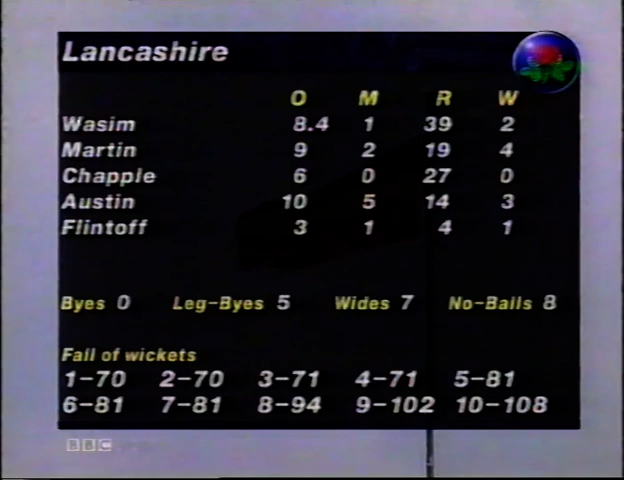 Lancashire
O M R W
Wasim 8.4 1 39 2
Martin 9 2 19 4
Chapple 6 0 27 0
Austin 10 5 14 3
Flintoff 3 1 4 1
Byes 0 Leg-Byes 5 Wides 7 No-Balls 8
Fall of wickets
1-70 2-70 3-71 4-71 5-81
6-81 7-81 8-94 9-102 10-108
BBC